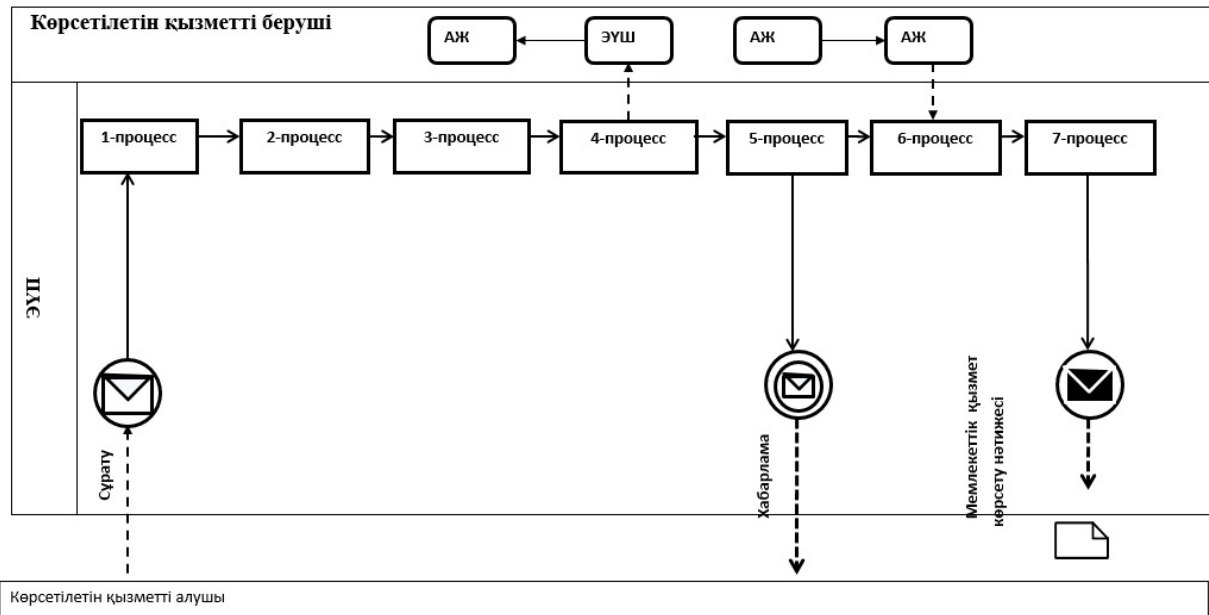 Көрсетілетін қызметті беруші
АЖ
ЭҮШ
АЖ
АЖ
ЭҮП
1-процесс
2-процесс
3-процесс
4-процесс
5-процесс
6-процесс
7-процесс
Сұрату
Хабарлама
Мемлекеттік қызмет
көрсету нәтижесі
Көрсетілетін қызметті алушы